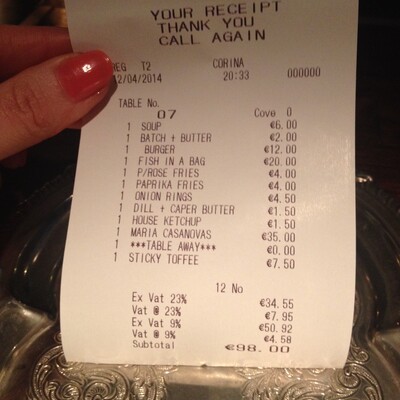 YOUR RECEIPT
THANK YOU
CALL AGAIN
REG T2 CORINA
12/04/2014 20:33 000000
TABLE No.
07 Cove 0
1 SOUP €6.00
1 BATCH + BUTTER €2.00
1 BURGER €12.00
1 FISH IN A BAG €20.00
1 P/ROSE FRIES €4.00
1 PAPRIKA FRIES €4.00
1 ONION RINGS €4.50
1 DILL + CAPER BUTTER €1.50
1 HOUSE KETCHUP €1.50
1 MARIA CASANOVAS €35.00
1 ***TABLE AWAY*** €0.00
1 STICKY TOFFEE €7.50
12 No
Ex Vat 23% €34.55
Vat @ 23% €7.95
Ex Vat 9% €50.92
Vat @ 9% €4.58
Subtotal €98.00